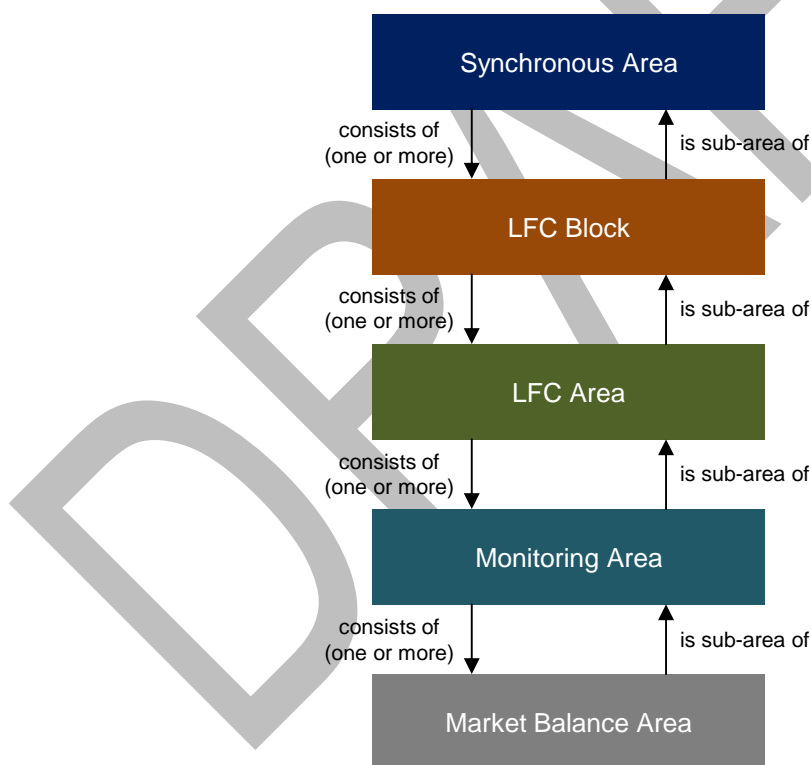 Synchronous Area
consists of
(one or more)
is sub-area of
LFC Block
consists of
(one or more)
is sub-area of
LFC Area
consists of
(one or more)
is sub-area of
Monitoring Area
consists of
(one or more)
is sub-area of
Market Balance Area